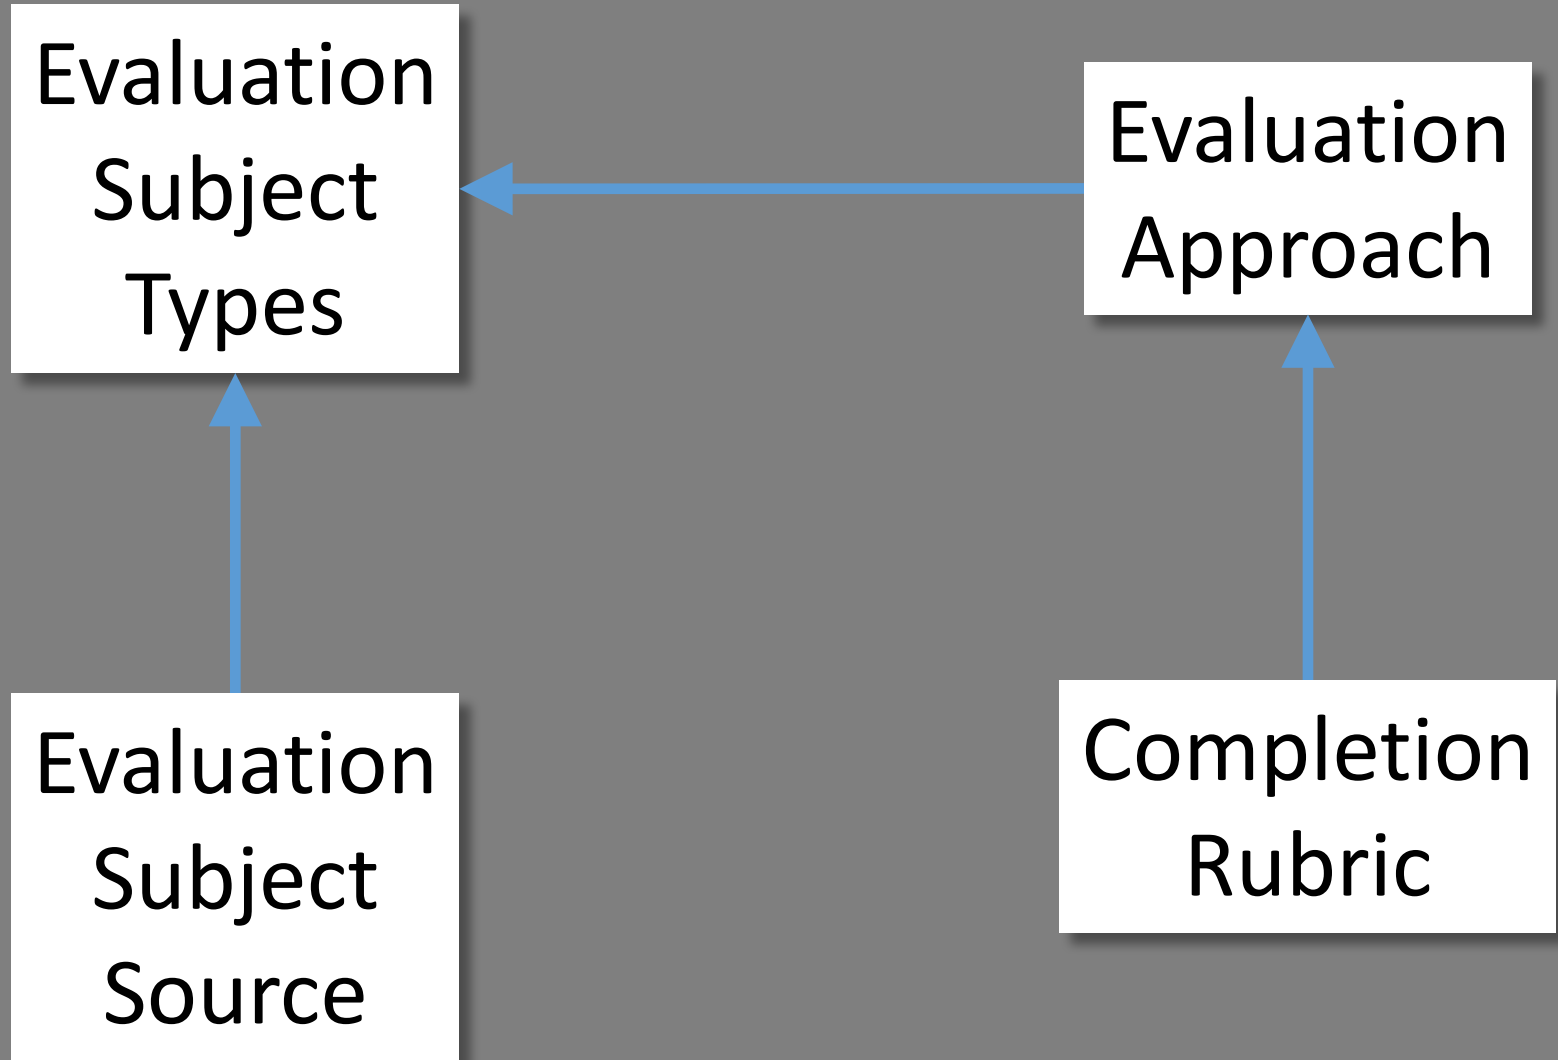 Evaluation
Subject
Types
Evaluation
Approach
Evaluation
Subject
Source
Completion
Rubric